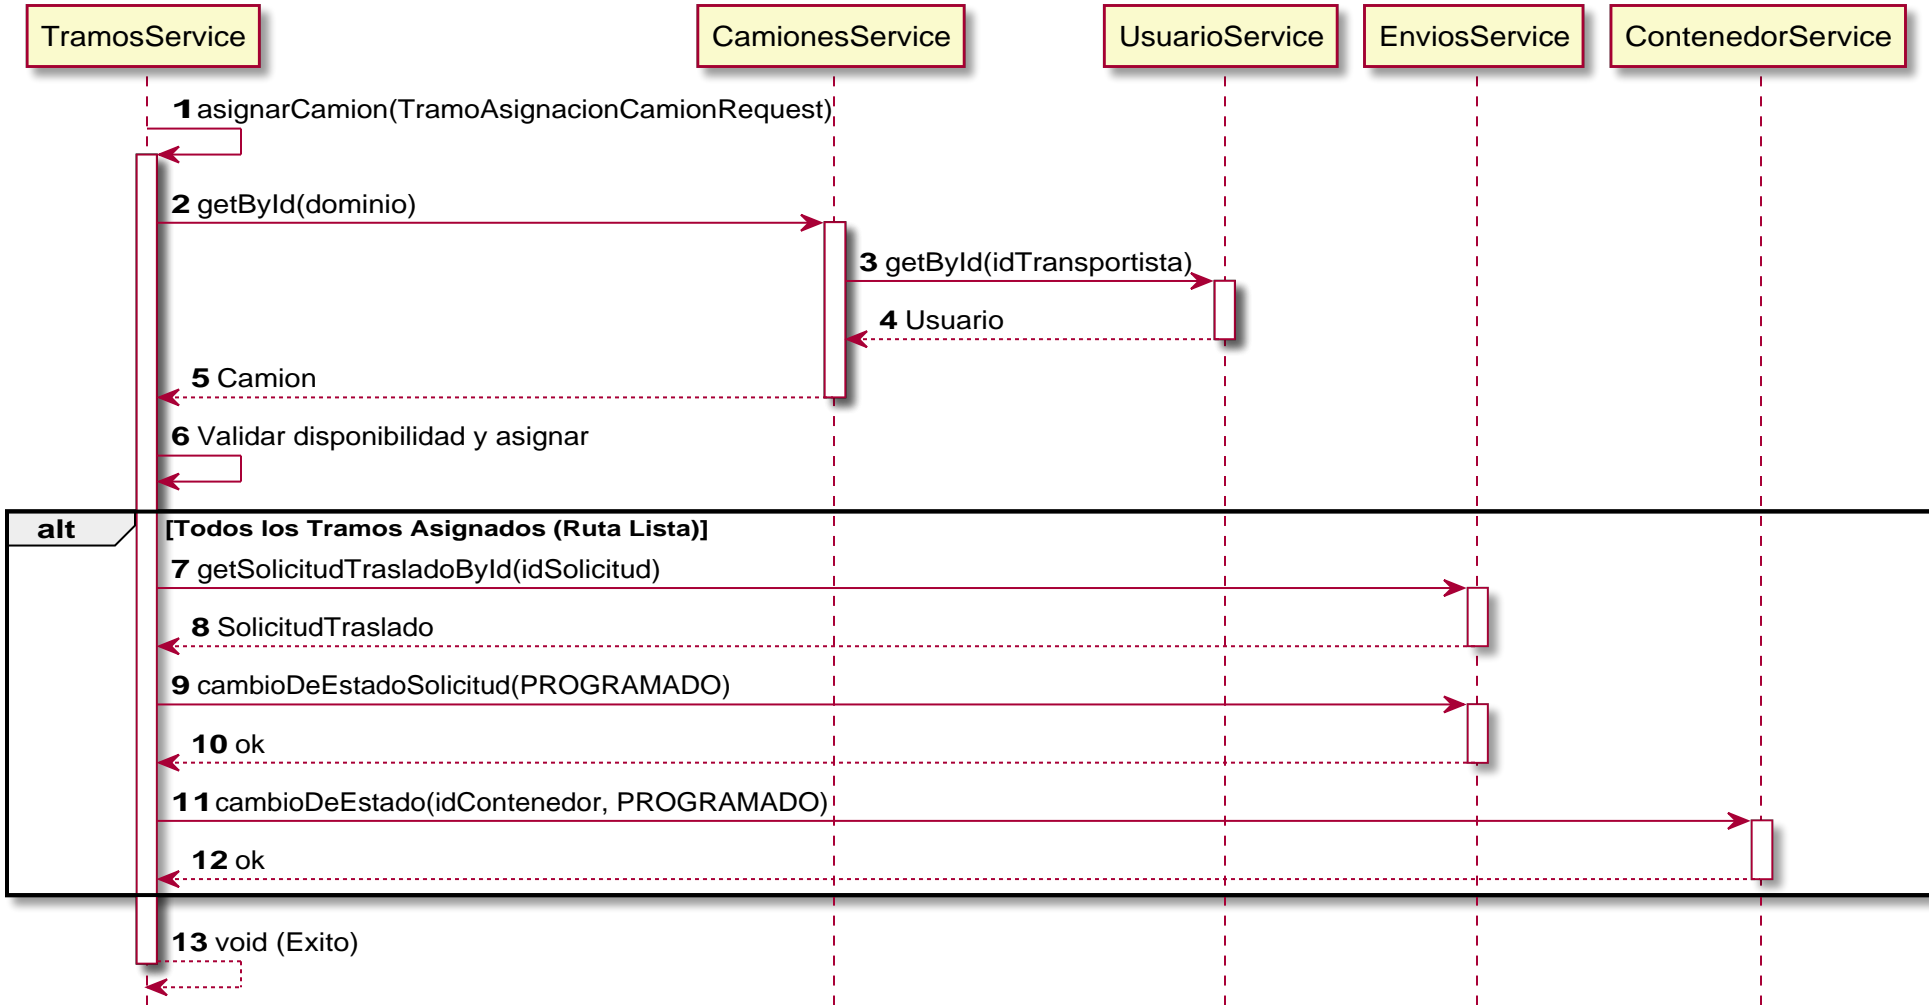 TramosService
CamionesService
UsuarioService
EnviosService
ContenedorService
1 asignarCamion(TramoAsignacionCamionRequest)
2 getById(dominio)
3 getById(idTransportista)
4 Usuario
5 Camion
6 Validar disponibilidad y asignar
alt [Todos los Tramos Asignados (Ruta Lista)]
7 getSolicitudTrasladoById(idSolicitud)
8 SolicitudTraslado
9 cambioDeEstadoSolicitud(PROGRAMADO)
10 ok
11 cambioDeEstado(idContenedor, PROGRAMADO)
12 ok
13 void (Exito)